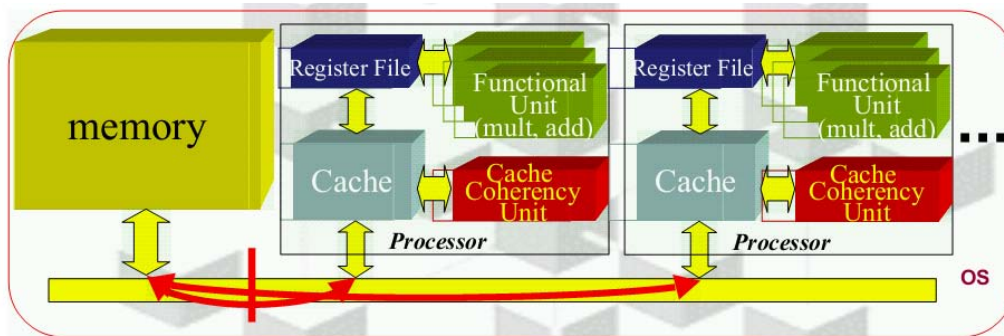 memory
Register File
Functional
Unit
(mult, add)
Cache
Cache
Coherency
Unit
Processor
Register File
Functional
Unit
(mult, add)
Cache
Cache
Coherency
Unit
Processor
...
OS